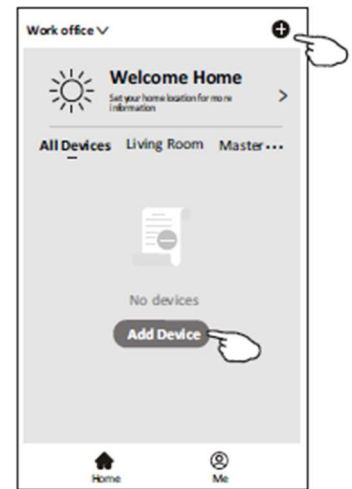 Work office
Welcome Home
Set your home location for more
information
All Devices Living Room Master...
No devices
Add Device
Home Me